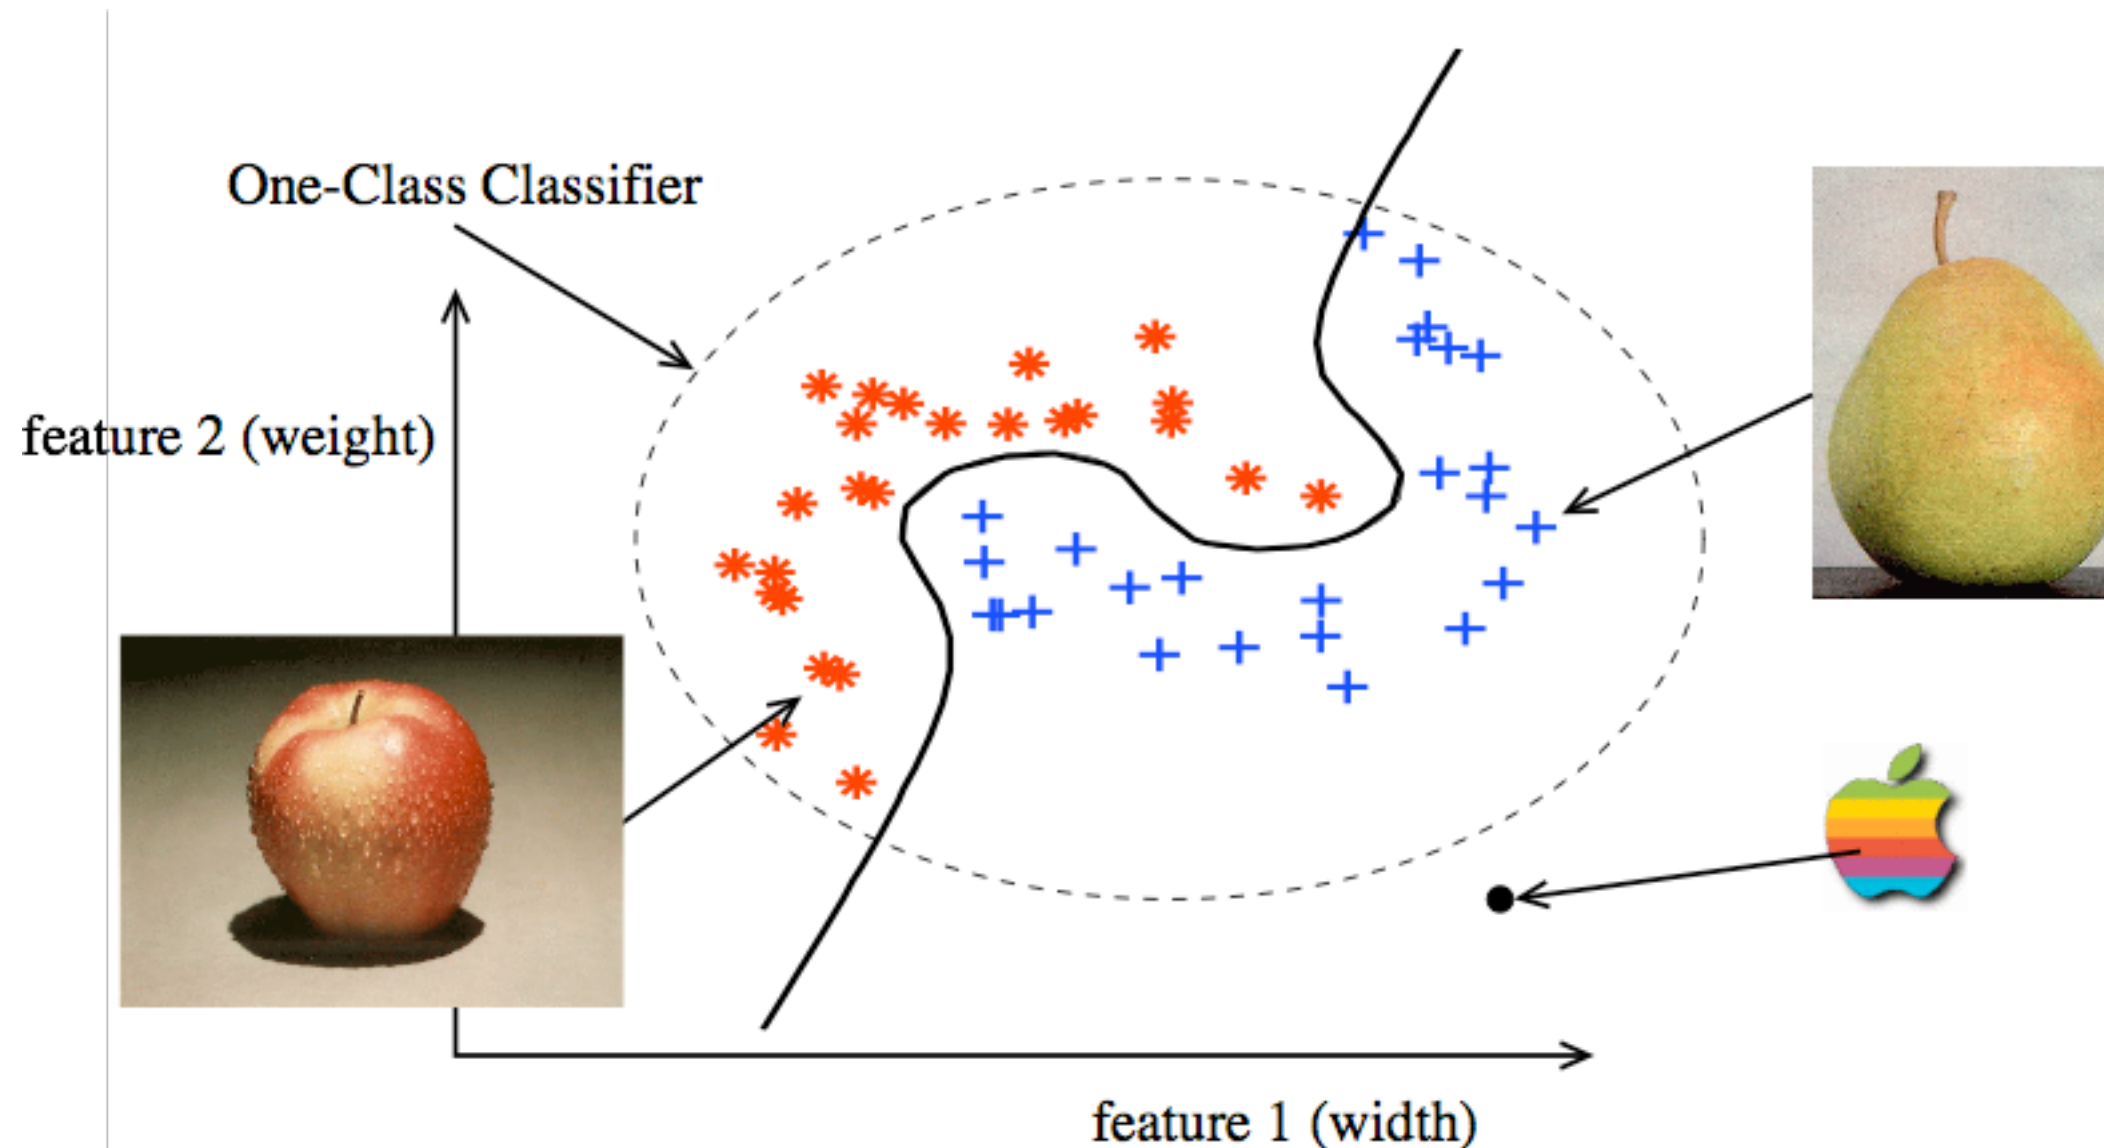 One-Class Classifier
feature 2 (weight)
feature 1 (width)